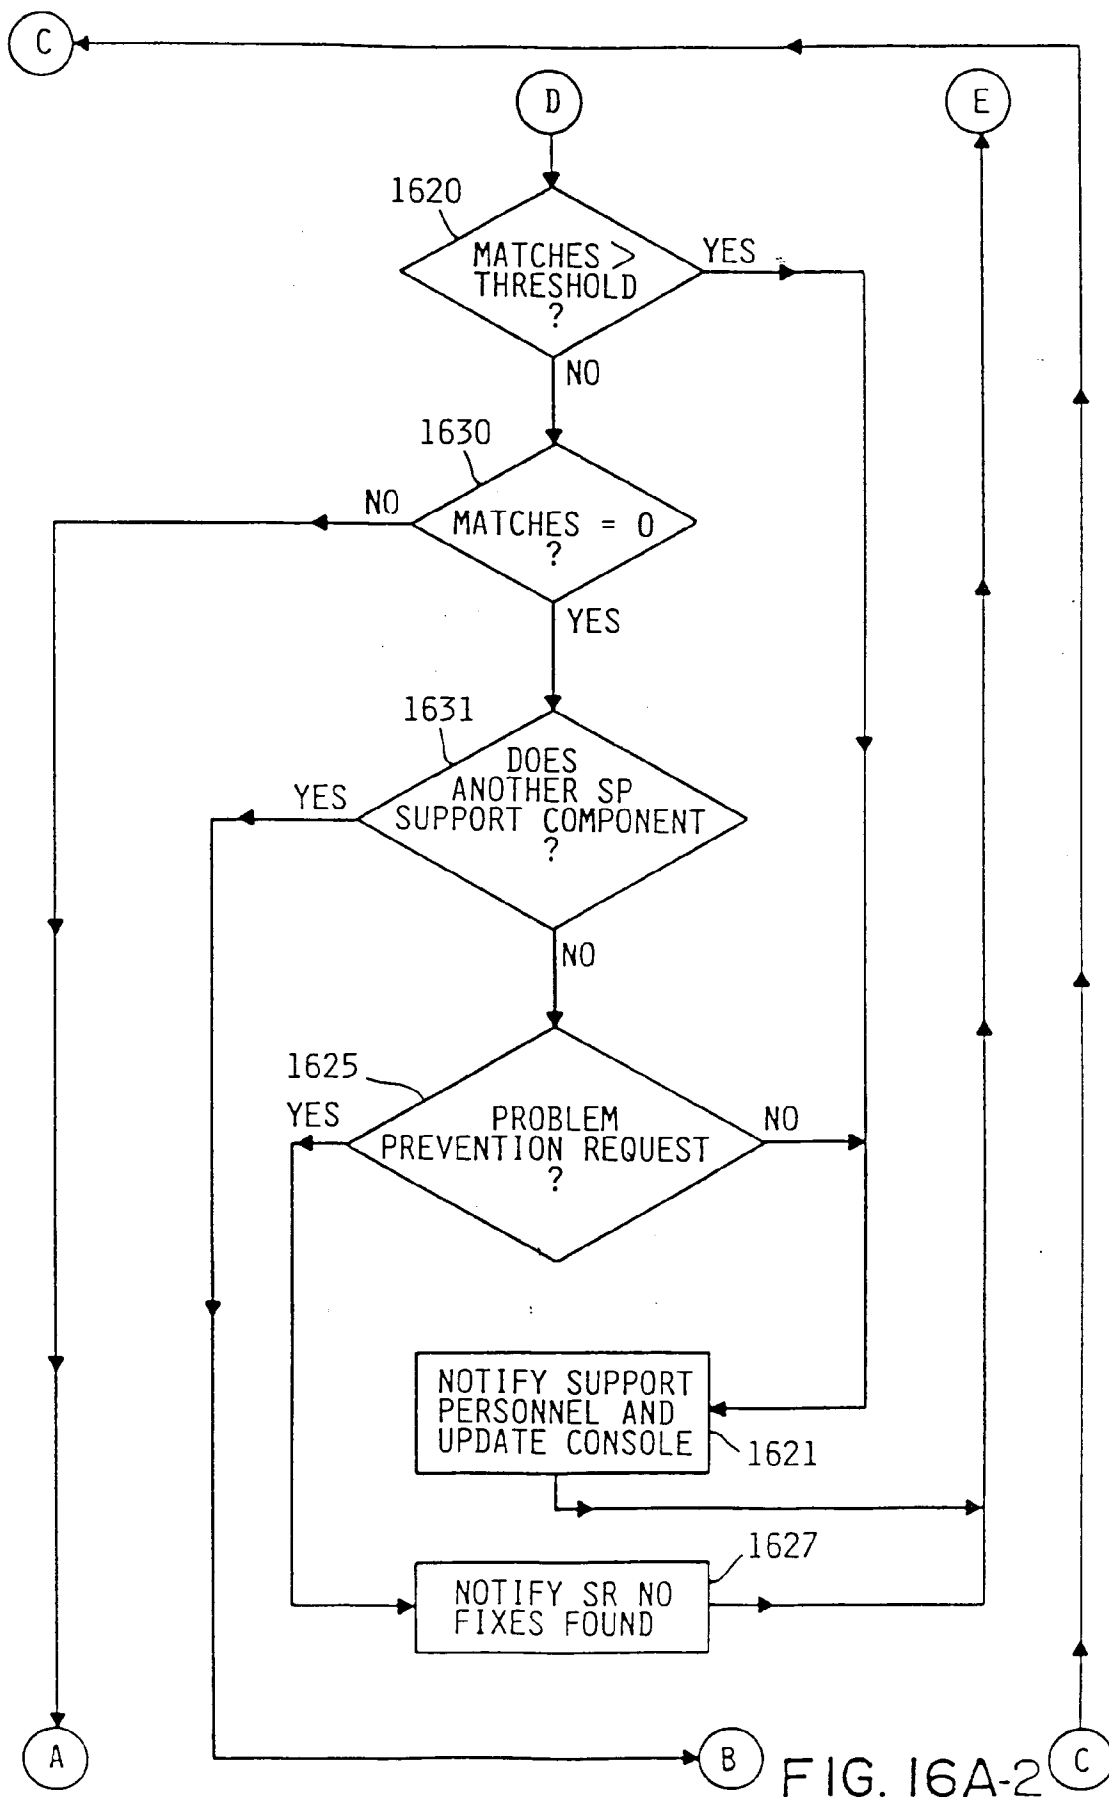 C
D
E
1620
MATCHES >
THRESHOLD
?
YES
NO
1630
NO
MATCHES = 0
?
YES
1631
DOES
ANOTHER SP
SUPPORT COMPONENT
?
YES
NO
1625
YES
PROBLEM
PREVENTION REQUEST
?
NO
NOTIFY SUPPORT
PERSONNEL AND
UPDATE CONSOLE
1621
1627
NOTIFY SR NO
FIXES FOUND
A
B
FIG. 16A-2
C